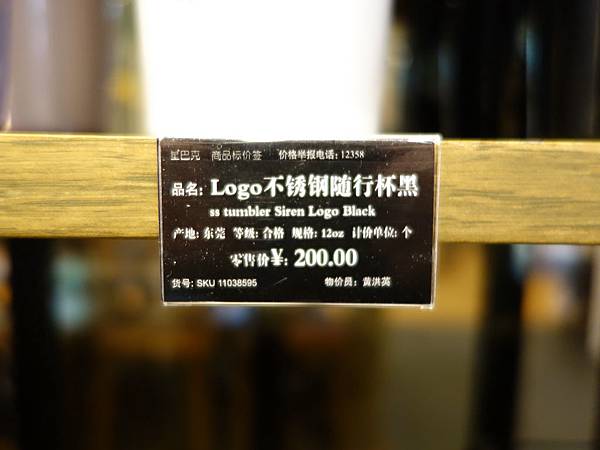 星巴克 商品标价签 价格举报电话: 12358
品名: Logo不锈钢随行杯黑
ss tumbler Siren Logo Black
产地: 东莞 等级: 合格 规格: 12oz 计价单位: 个
零售价¥: 200.00
货号: SKU 11038595 物价员: 黄洪英